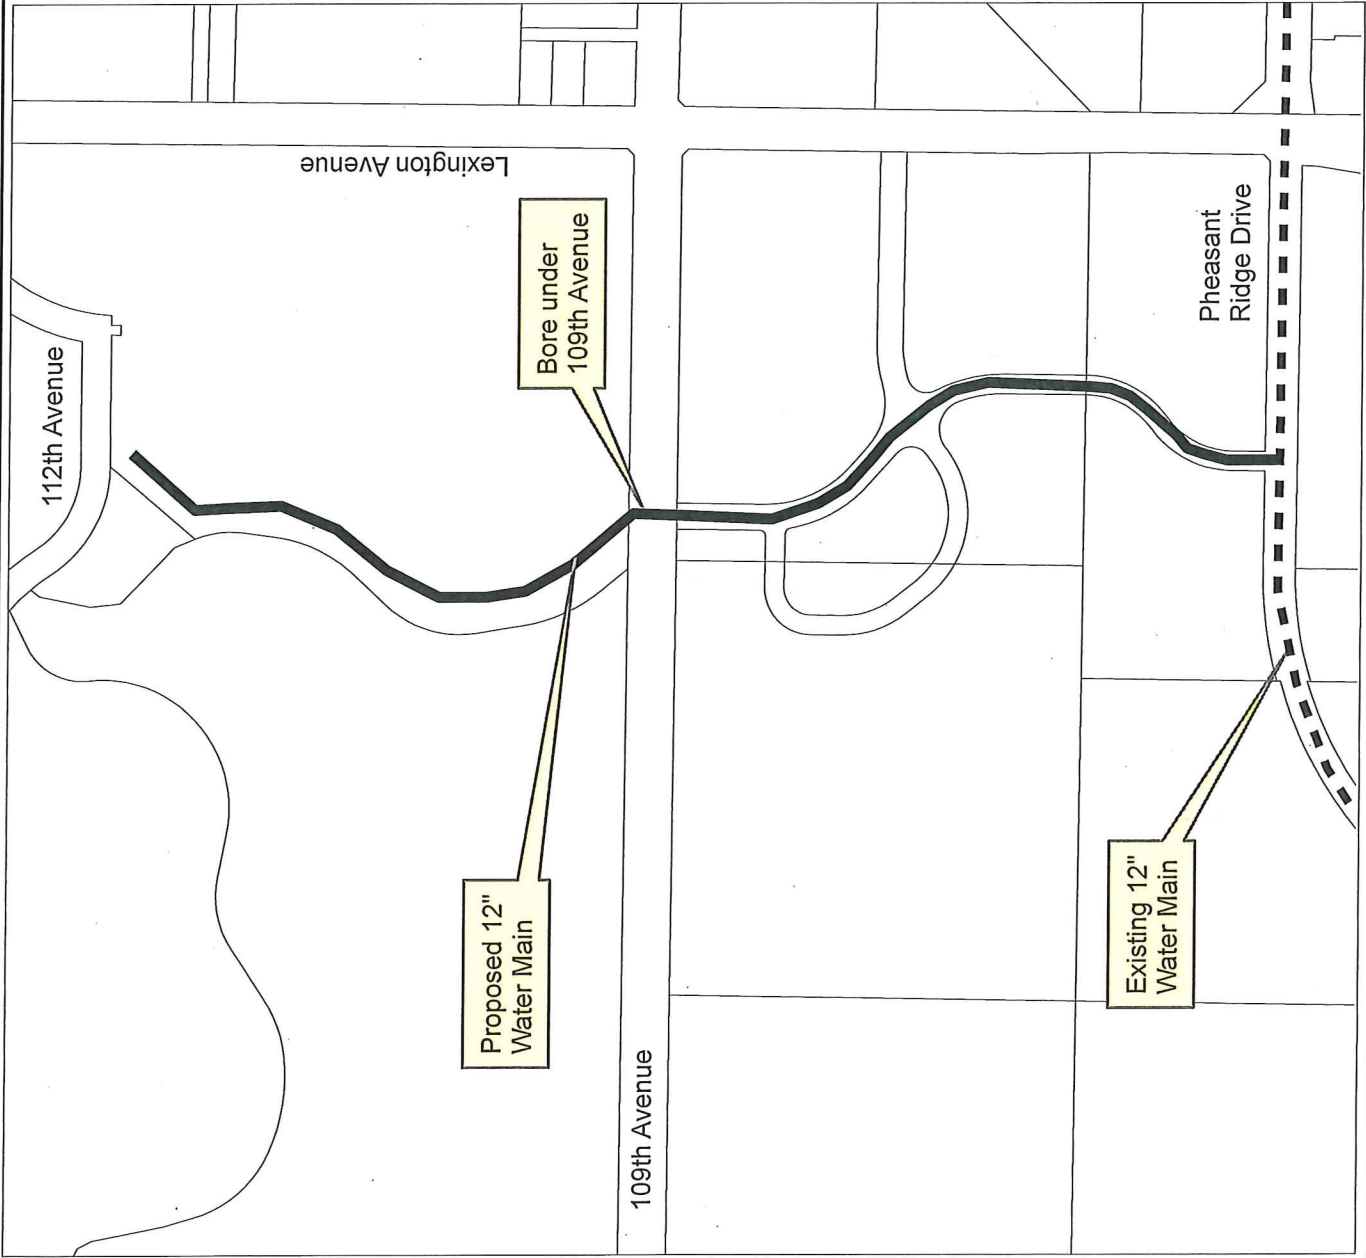 112th Avenue
Lexington Avenue
Bore under
109th Avenue
Proposed 12"
Water Main
109th Avenue
Pheasant
Ridge Drive
Existing 12"
Water Main